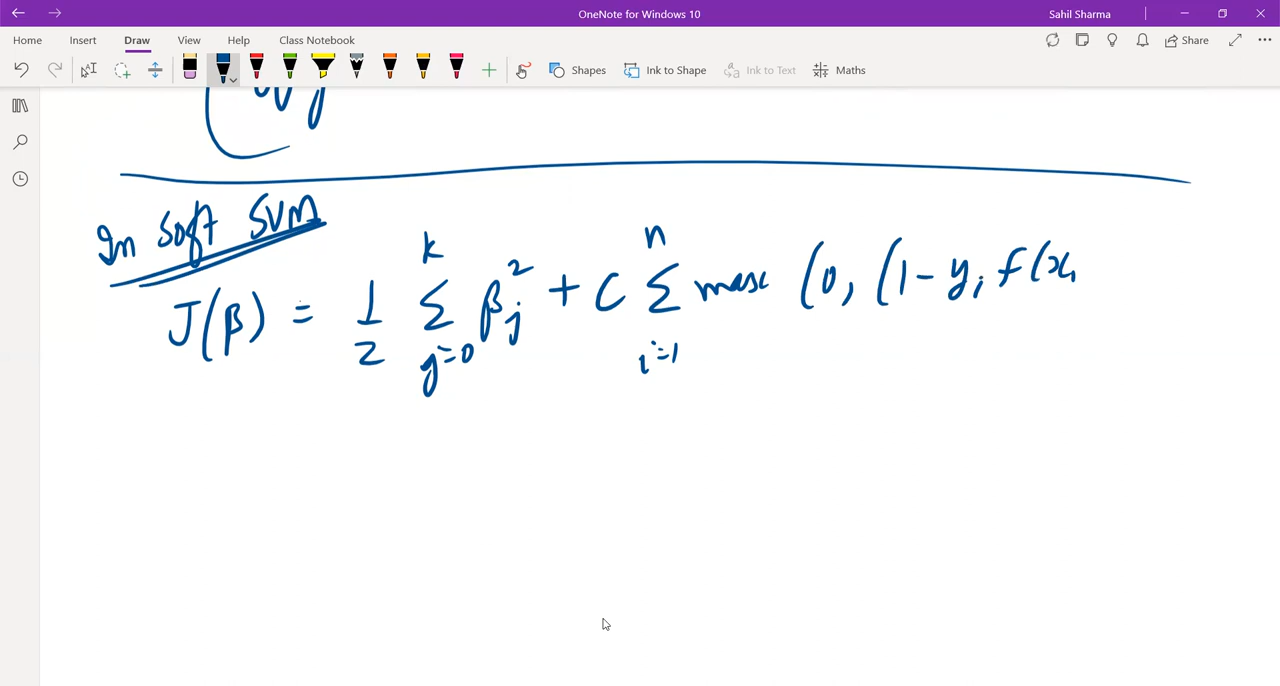 OneNote for Windows 10
Sahil Sharma
Home Insert Draw View Help Class Notebook
Share
Shapes Ink to Shape Ink to Text Maths
In Soft SVM
J(β) = 1/2 Σ_{j=0}^{k} β_j^2 + C Σ_{i=1}^{n} max (0, (1 - y_i f(x_i